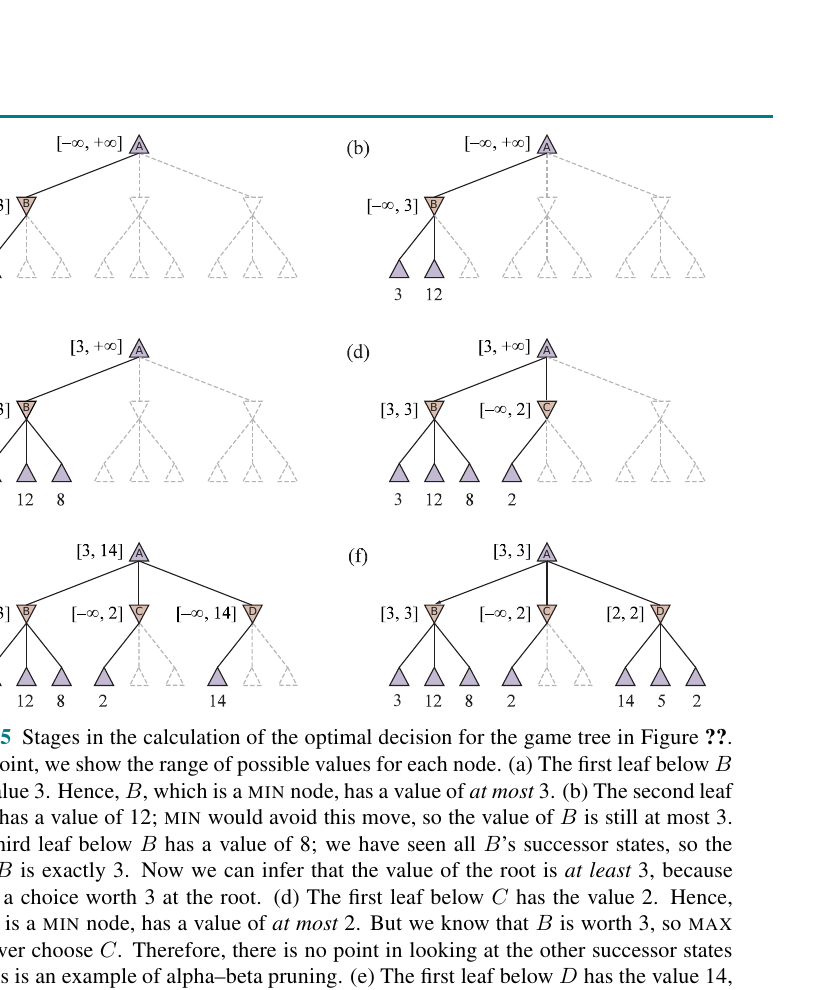 [−∞, +∞] A (b) [−∞, +∞] A
3] B [−∞, 3] B
3 12
[3, +∞] A (d) [3, +∞] A
3] B [3, 3] B [−∞, 2] C
12 8 3 12 8 2
[3, 14] A (f) [3, 3] A
3] B [−∞, 2] C [−∞, 14] D [3, 3] B [−∞, 2] C [2, 2] D
12 8 2 14 3 12 8 2 14 5 2
5 Stages in the calculation of the optimal decision for the game tree in Figure ??.
oint, we show the range of possible values for each node. (a) The first leaf below B
alue 3. Hence, B, which is a MIN node, has a value of at most 3. (b) The second leaf
has a value of 12; MIN would avoid this move, so the value of B is still at most 3.
hird leaf below B has a value of 8; we have seen all B’s successor states, so the
B is exactly 3. Now we can infer that the value of the root is at least 3, because
a choice worth 3 at the root. (d) The first leaf below C has the value 2. Hence,
is a MIN node, has a value of at most 2. But we know that B is worth 3, so MAX
ver choose C. Therefore, there is no point in looking at the other successor states
s is an example of alpha–beta pruning. (e) The first leaf below D has the value 14,